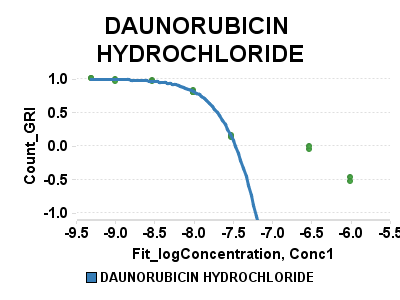 DAUNORUBICIN
HYDROCHLORIDE
Count_GRI
1.0
0.5
0.0
-0.5
-1.0
-9.5 -9.0 -8.5 -8.0 -7.5 -7.0 -6.5 -6.0 -5.5
Fit_logConcentration, Conc1
DAUNORUBICIN HYDROCHLORIDE